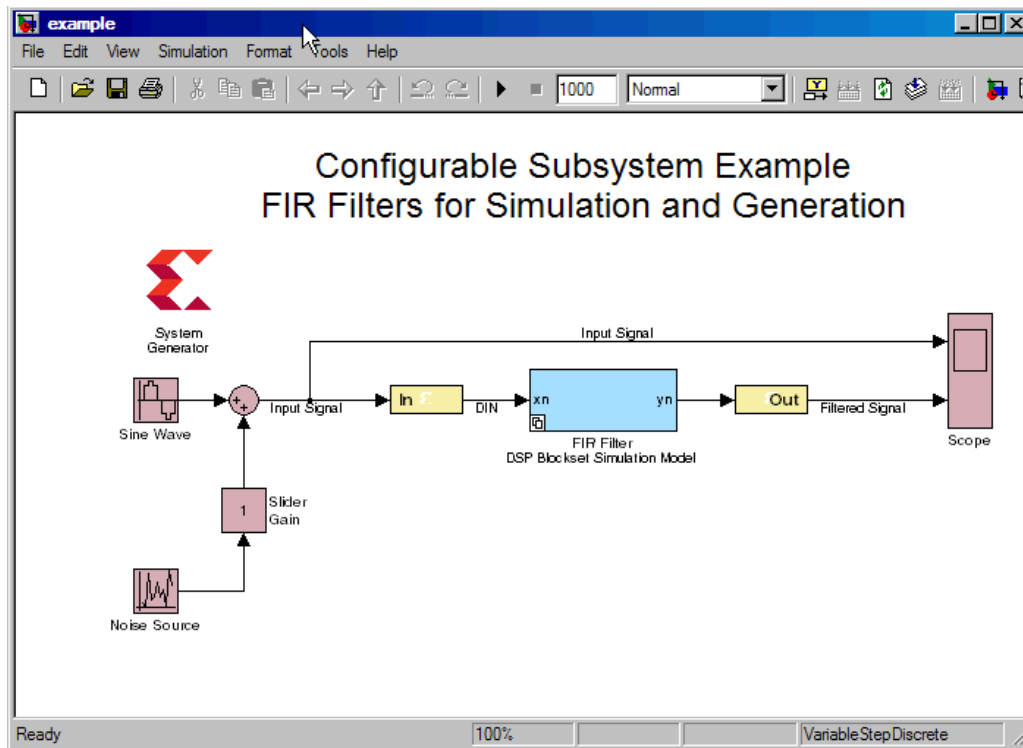 example
File Edit View Simulation Format Tools Help
1000 Normal
Configurable Subsystem Example
FIR Filters for Simulation and Generation
System
Generator
Input Signal
Sine Wave
++
Input Signal
In
DIN
xn
yn
Out
Filtered Signal
FIR Filter
DSP Blockset Simulation Model
Scope
1
Slider
Gain
Noise Source
Ready 100% VariableStepDiscrete